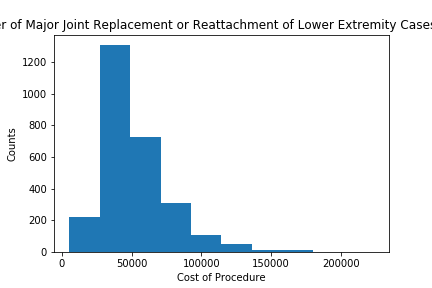 of Major Joint Replacement or Reattachment of Lower Extremity Cases
1200
1000
800
600
400
200
0
Counts
0 50000 100000 150000 200000
Cost of Procedure